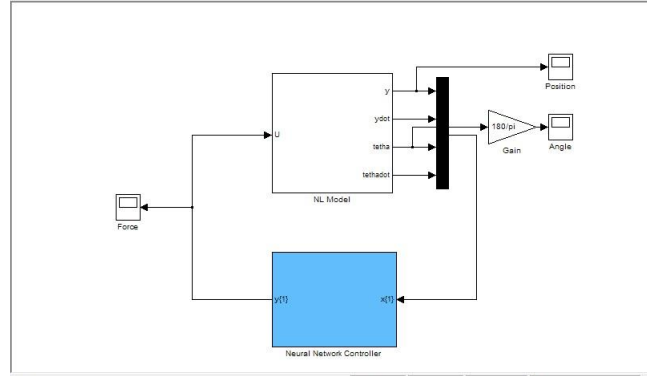 y
Position
ydot
180/pi
U
tetha
Angle
Gain
tethadot
NL Model
Force
y{1}
x{1}
Neural Network Controller